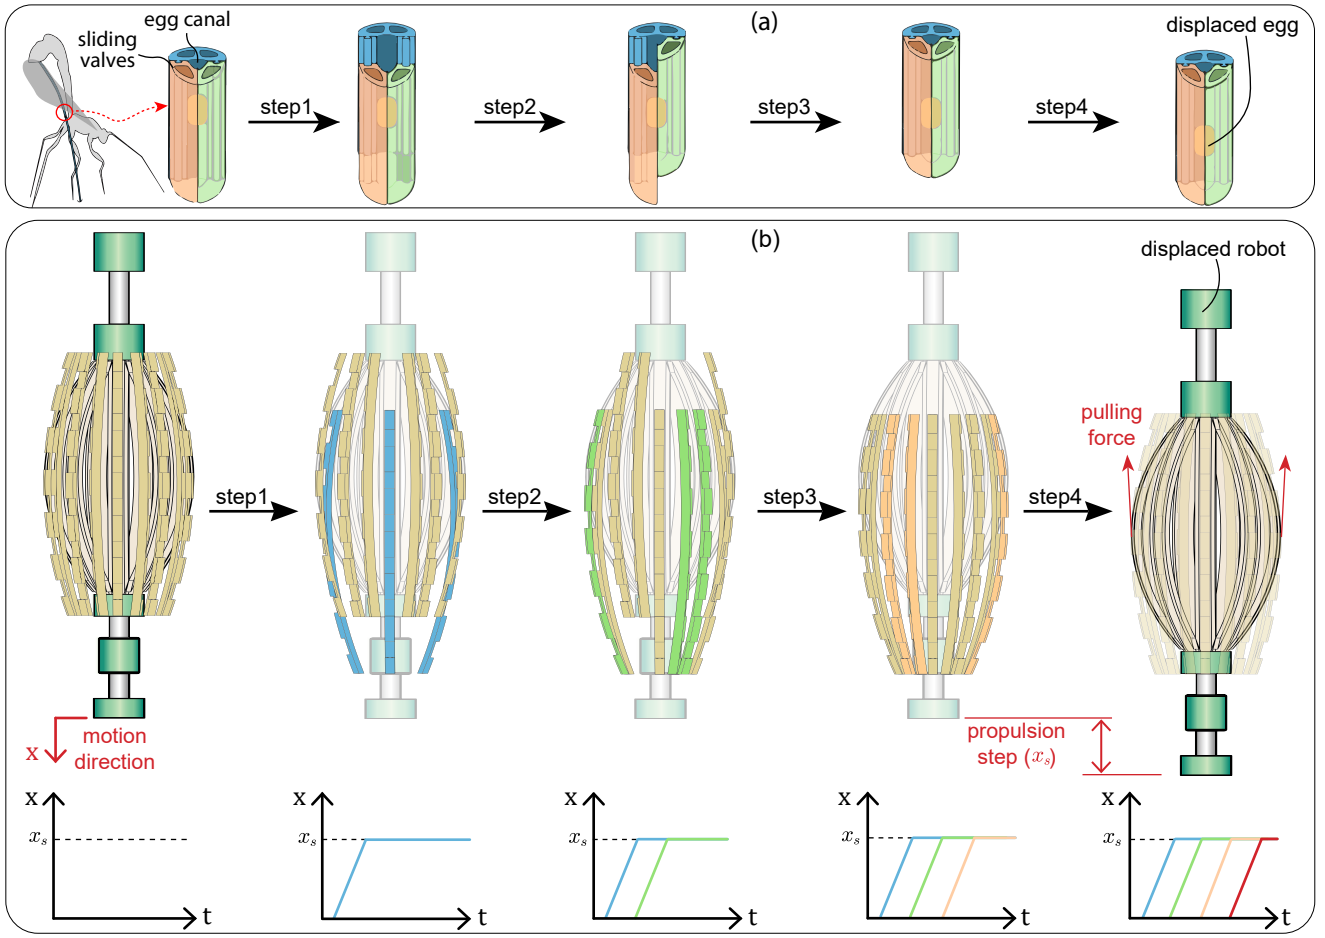 (a)
egg canal
sliding
valves
step1
step2
step3
step4
displaced egg
(b)
displaced robot
pulling
force
step1
step2
step3
step4
x
motion
direction
propulsion
step (xₛ)
x
xₛ
t
x
xₛ
t
x
xₛ
t
x
xₛ
t
x
xₛ
t